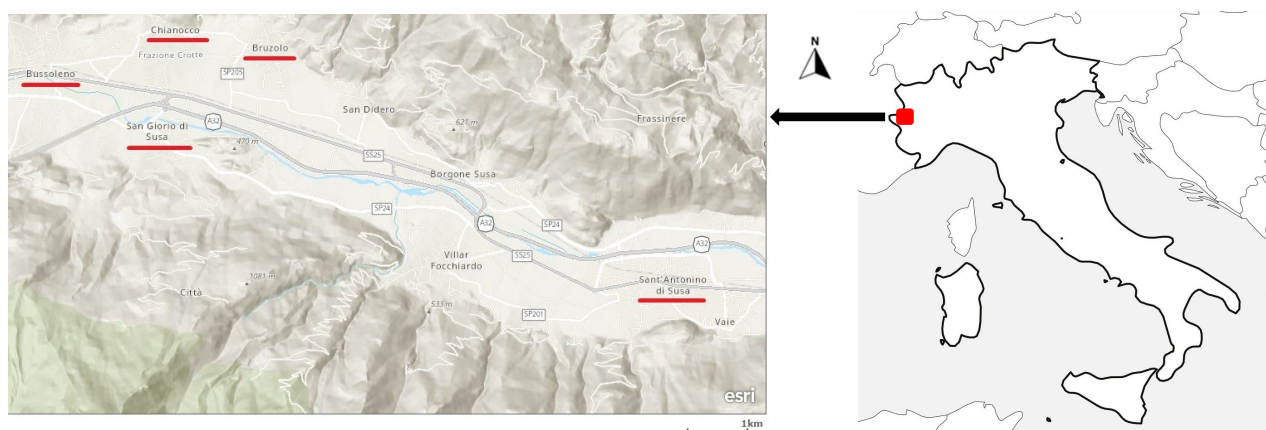 Chianocco
Frazione Crotte
Bruzolo
Bussoleno
SP205
San Didero
San Giorio di
Susa
A32
470 m
621 m
Frassinere
SS25
Borgone Susa
SP24
A32
SP24
A32
Villar
Focchiardo
SS25
Sant'Antonino
di Susa
1081 m
Città
533 m
SP201
Vaie
esri
1km
N